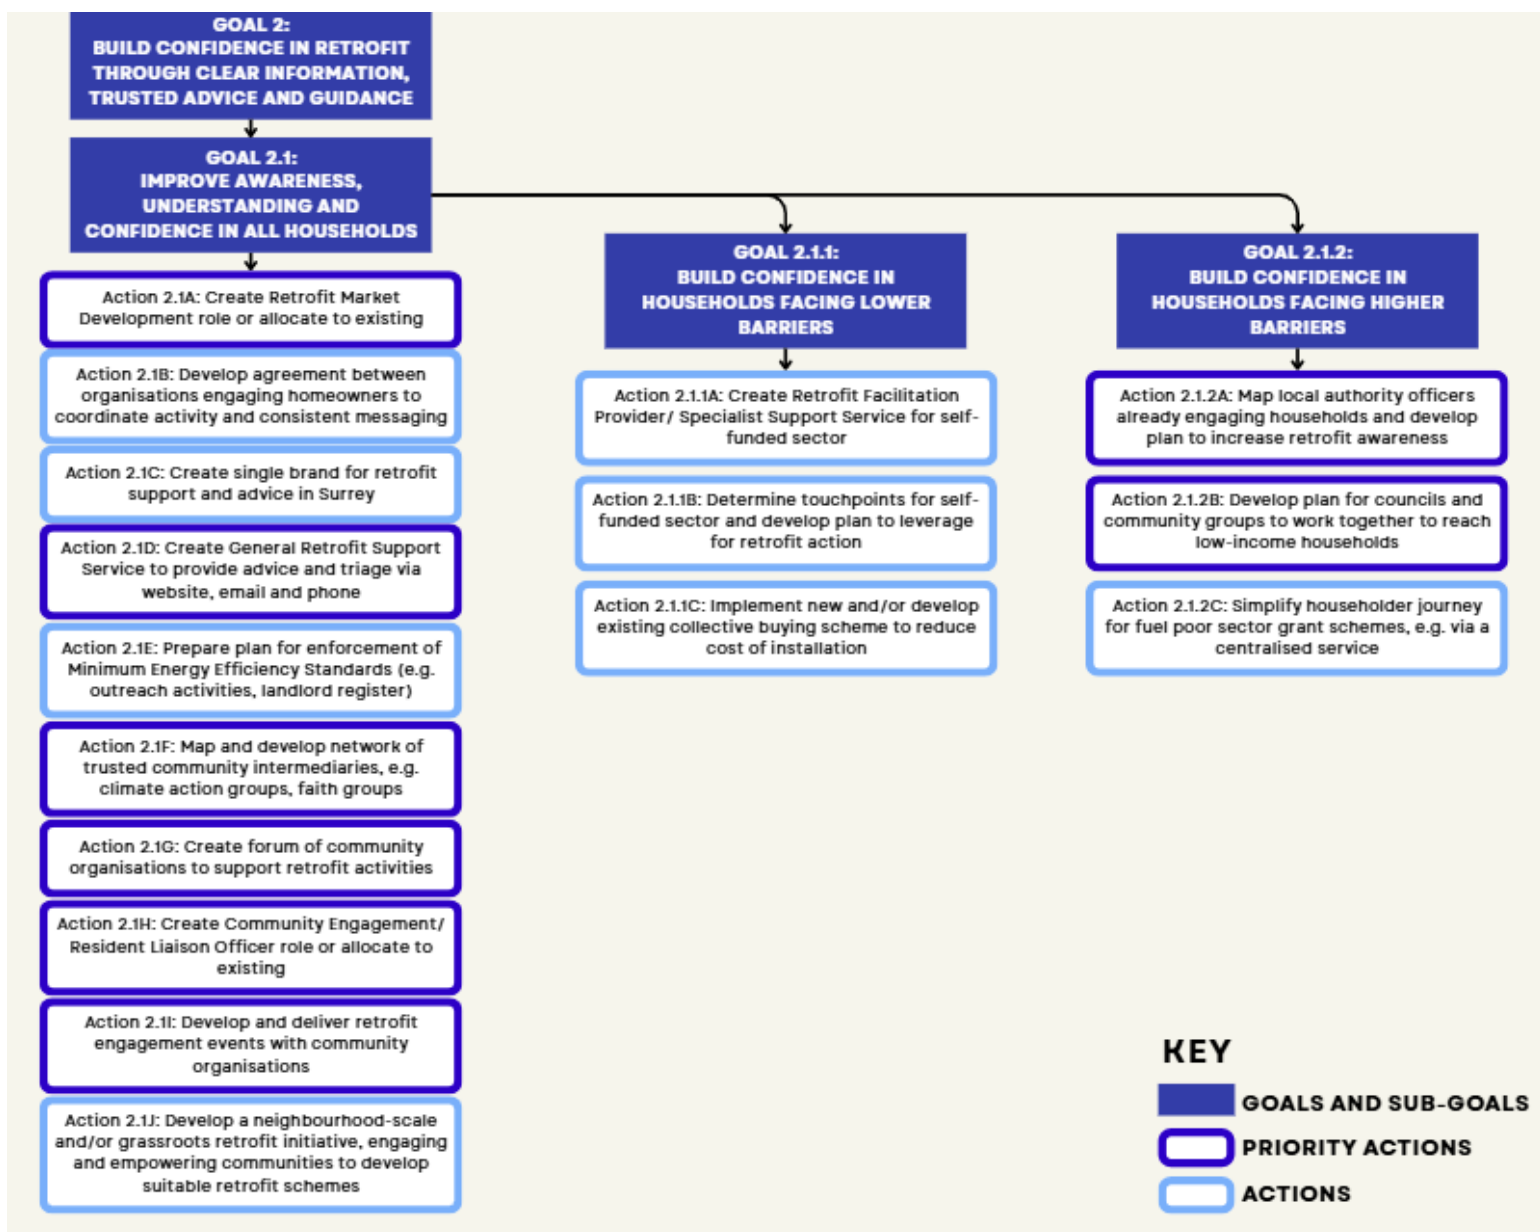 GOAL 2:
BUILD CONFIDENCE IN RETROFIT
THROUGH CLEAR INFORMATION,
TRUSTED ADVICE AND GUIDANCE
GOAL 2.1:
IMPROVE AWARENESS,
UNDERSTANDING AND
CONFIDENCE IN ALL HOUSEHOLDS
Action 2.1A: Create Retrofit Market
Development role or allocate to existing
Action 2.1B: Develop agreement between
organisations engaging homeowners to
coordinate activity and consistent messaging
Action 2.1C: Create single brand for retrofit
support and advice in Surrey
Action 2.1D: Create General Retrofit Support
Service to provide advice and triage via
website, email and phone
Action 2.1E: Prepare plan for enforcement of
Minimum Energy Efficiency Standards (e.g.
outreach activities, landlord register)
Action 2.1F: Map and develop network of
trusted community intermediaries, e.g.
climate action groups, faith groups
Action 2.1G: Create forum of community
organisations to support retrofit activities
Action 2.1H: Create Community Engagement/
Resident Liaison Officer role or allocate to
existing
Action 2.1I: Develop and deliver retrofit
engagement events with community
organisations
Action 2.1J: Develop a neighbourhood-scale
and/or grassroots retrofit initiative, engaging
and empowering communities to develop
suitable retrofit schemes
GOAL 2.1.1:
BUILD CONFIDENCE IN
HOUSEHOLDS FACING LOWER
BARRIERS
Action 2.1.1A: Create Retrofit Facilitation
Provider/ Specialist Support Service for self-
funded sector
Action 2.1.1B: Determine touchpoints for self-
funded sector and develop plan to leverage
for retrofit action
Action 2.1.1C: Implement new and/or develop
existing collective buying scheme to reduce
cost of installation
GOAL 2.1.2:
BUILD CONFIDENCE IN
HOUSEHOLDS FACING HIGHER
BARRIERS
Action 2.1.2A: Map local authority officers
already engaging households and develop
plan to increase retrofit awareness
Action 2.1.2B: Develop plan for councils and
community groups to work together to reach
low-income households
Action 2.1.2C: Simplify householder journey
for fuel poor sector grant schemes, e.g. via a
centralised service
KEY
GOALS AND SUB-GOALS
PRIORITY ACTIONS
ACTIONS